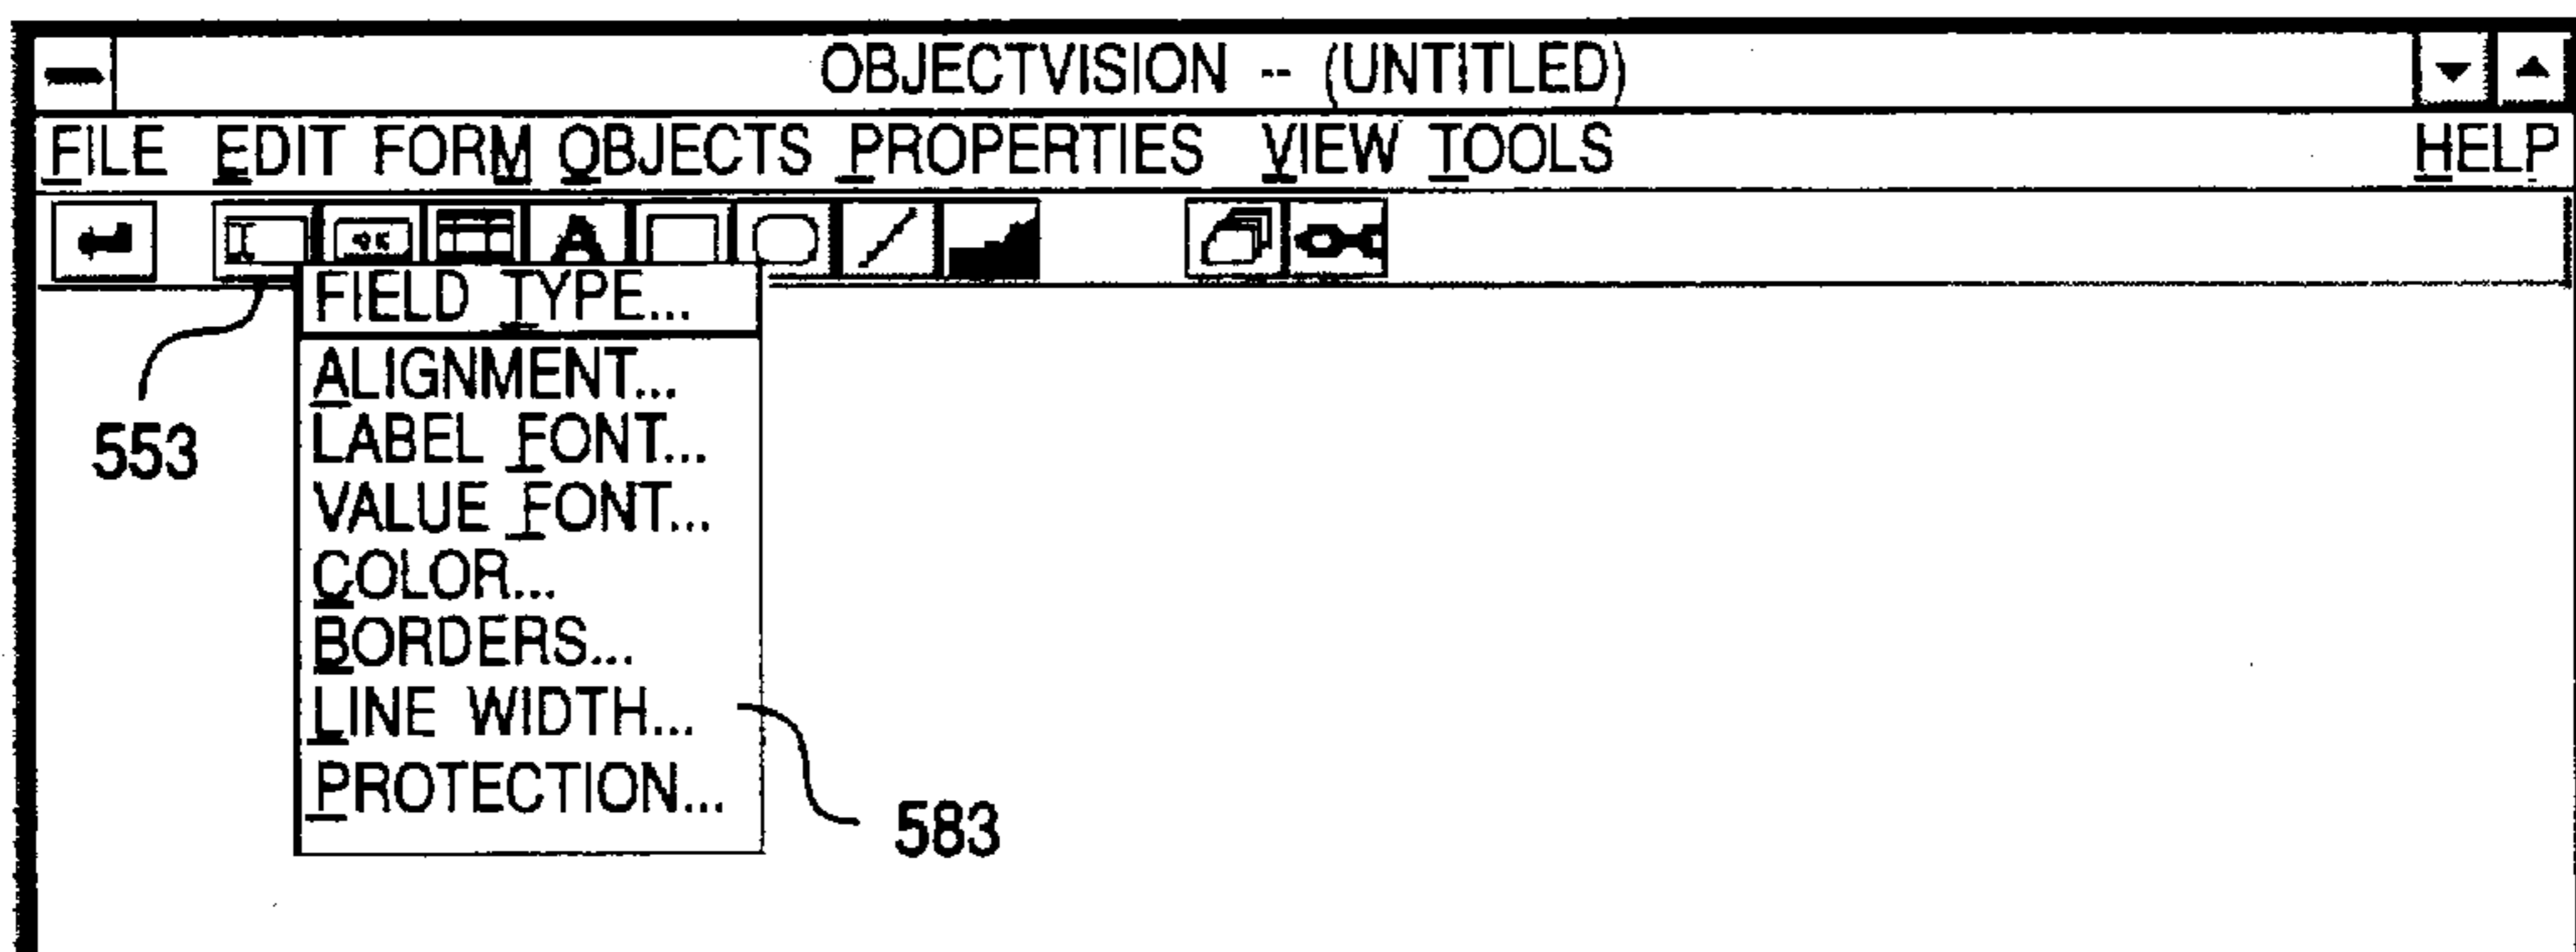 OBJECTVISION -- (UNTITLED)
FILE EDIT FORM OBJECTS PROPERTIES VIEW TOOLS HELP
OK A
FIELD TYPE...
ALIGNMENT...
LABEL FONT...
553
VALUE FONT...
COLOR...
BORDERS...
LINE WIDTH...
PROTECTION...
583